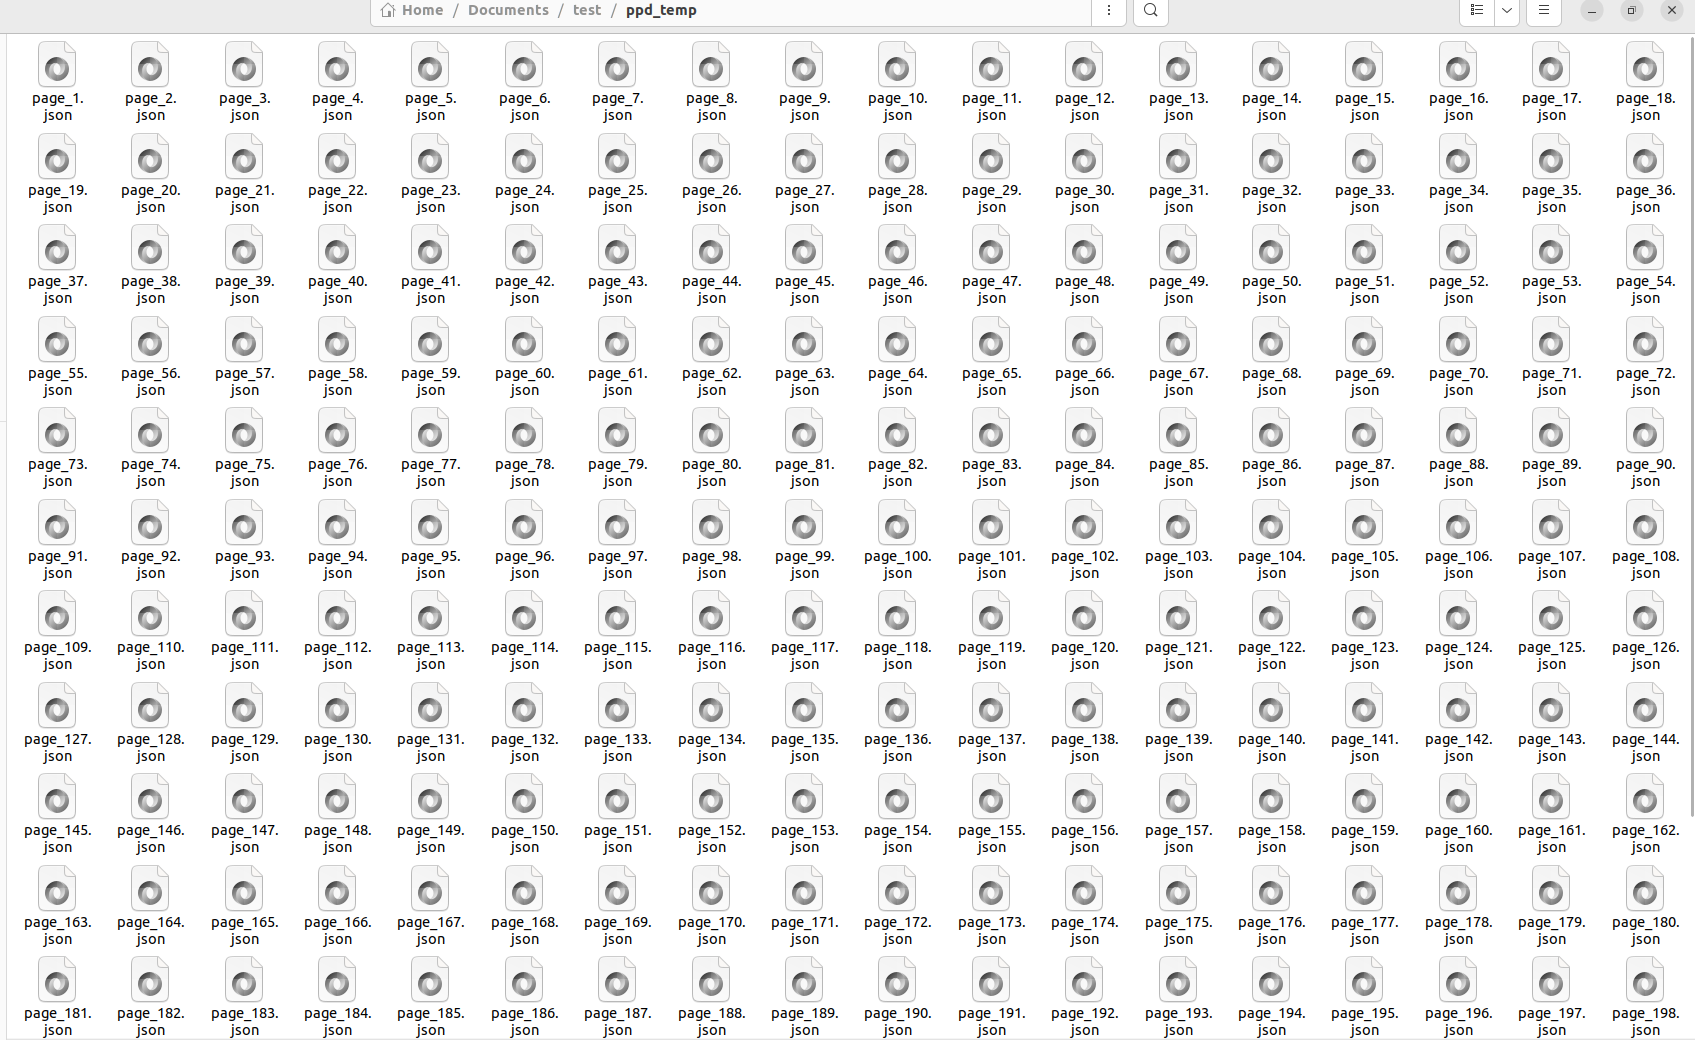 Home / Documents / test / ppd_temp
page_1. page_2. page_3. page_4. page_5. page_6. page_7. page_8. page_9. page_10. page_11. page_12. page_13. page_14. page_15. page_16. page_17. page_18.
json json json json json json json json json json json json json json json json json json
page_19. page_20. page_21. page_22. page_23. page_24. page_25. page_26. page_27. page_28. page_29. page_30. page_31. page_32. page_33. page_34. page_35. page_36.
json json json json json json json json json json json json json json json json json json
page_37. page_38. page_39. page_40. page_41. page_42. page_43. page_44. page_45. page_46. page_47. page_48. page_49. page_50. page_51. page_52. page_53. page_54.
json json json json json json json json json json json json json json json json json json
page_55. page_56. page_57. page_58. page_59. page_60. page_61. page_62. page_63. page_64. page_65. page_66. page_67. page_68. page_69. page_70. page_71. page_72.
json json json json json json json json json json json json json json json json json json
page_73. page_74. page_75. page_76. page_77. page_78. page_79. page_80. page_81. page_82. page_83. page_84. page_85. page_86. page_87. page_88. page_89. page_90.
json json json json json json json json json json json json json json json json json json
page_91. page_92. page_93. page_94. page_95. page_96. page_97. page_98. page_99. page_100. page_101. page_102. page_103. page_104. page_105. page_106. page_107. page_108.
json json json json json json json json json json json json json json json json json json
page_109. page_110. page_111. page_112. page_113. page_114. page_115. page_116. page_117. page_118. page_119. page_120. page_121. page_122. page_123. page_124. page_125. page_126.
json json json json json json json json json json json json json json json json json json
page_127. page_128. page_129. page_130. page_131. page_132. page_133. page_134. page_135. page_136. page_137. page_138. page_139. page_140. page_141. page_142. page_143. page_144.
json json json json json json json json json json json json json json json json json json
page_145. page_146. page_147. page_148. page_149. page_150. page_151. page_152. page_153. page_154. page_155. page_156. page_157. page_158. page_159. page_160. page_161. page_162.
json json json json json json json json json json json json json json json json json json
page_163. page_164. page_165. page_166. page_167. page_168. page_169. page_170. page_171. page_172. page_173. page_174. page_175. page_176. page_177. page_178. page_179. page_180.
json json json json json json json json json json json json json json json json json json
page_181. page_182. page_183. page_184. page_185. page_186. page_187. page_188. page_189. page_190. page_191. page_192. page_193. page_194. page_195. page_196. page_197. page_198.
json json json json json json json json json json json json json json json json json json